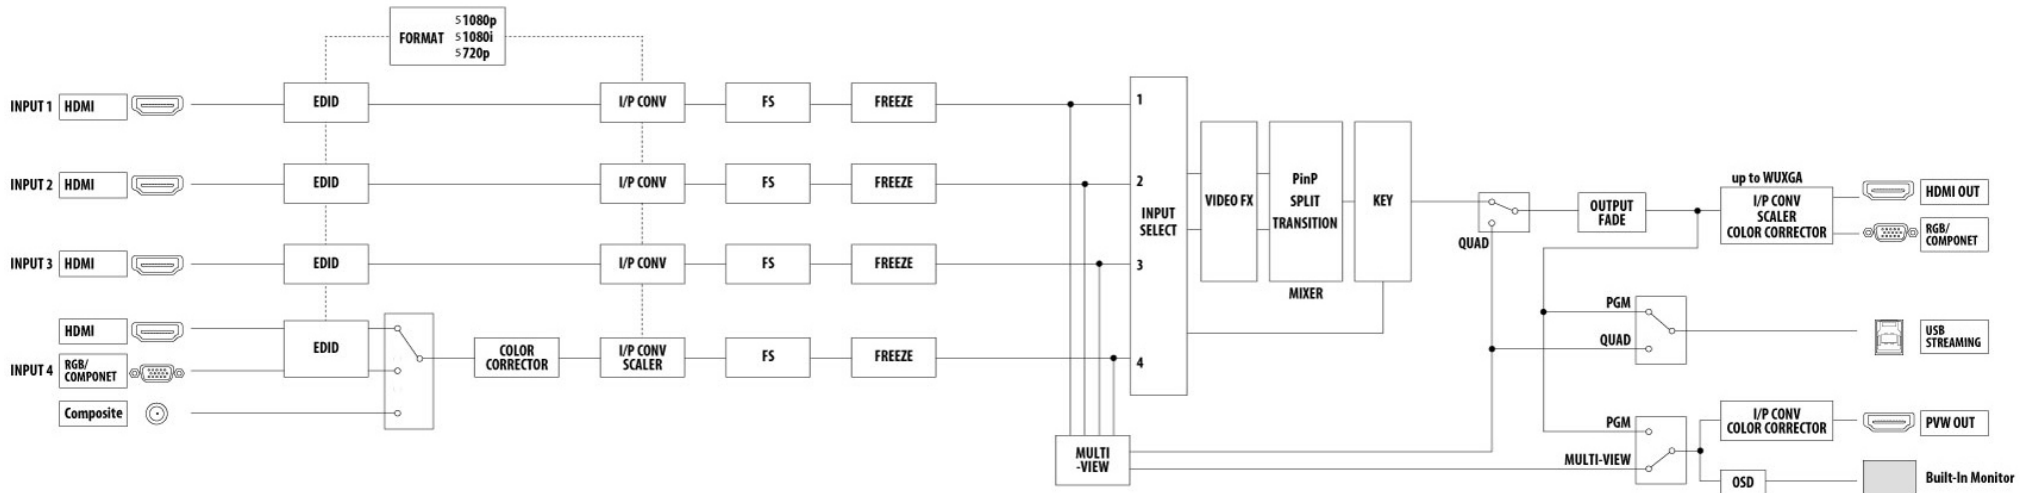 FORMAT
5 1080p
5 1080i
5 720p
INPUT 1
HDMI
EDID
I/P CONV
FS
FREEZE
INPUT 2
HDMI
EDID
I/P CONV
FS
FREEZE
INPUT 3
HDMI
EDID
I/P CONV
FS
FREEZE
INPUT 4
HDMI
RGB/
COMPONET
Composite
EDID
COLOR
CORRECTOR
I/P CONV
SCALER
FS
FREEZE
MULTI
-VIEW
1
2
3
4
INPUT
SELECT
VIDEO FX
PinP
SPLIT
TRANSITION
MIXER
KEY
QUAD
OUTPUT
FADE
up to WUXGA
I/P CONV
SCALER
COLOR CORRECTOR
HDMI OUT
RGB/
COMPONET
PGM
QUAD
USB
STREAMING
PGM
MULTI-VIEW
I/P CONV
COLOR CORRECTOR
PVW OUT
OSD
Built-In Monitor